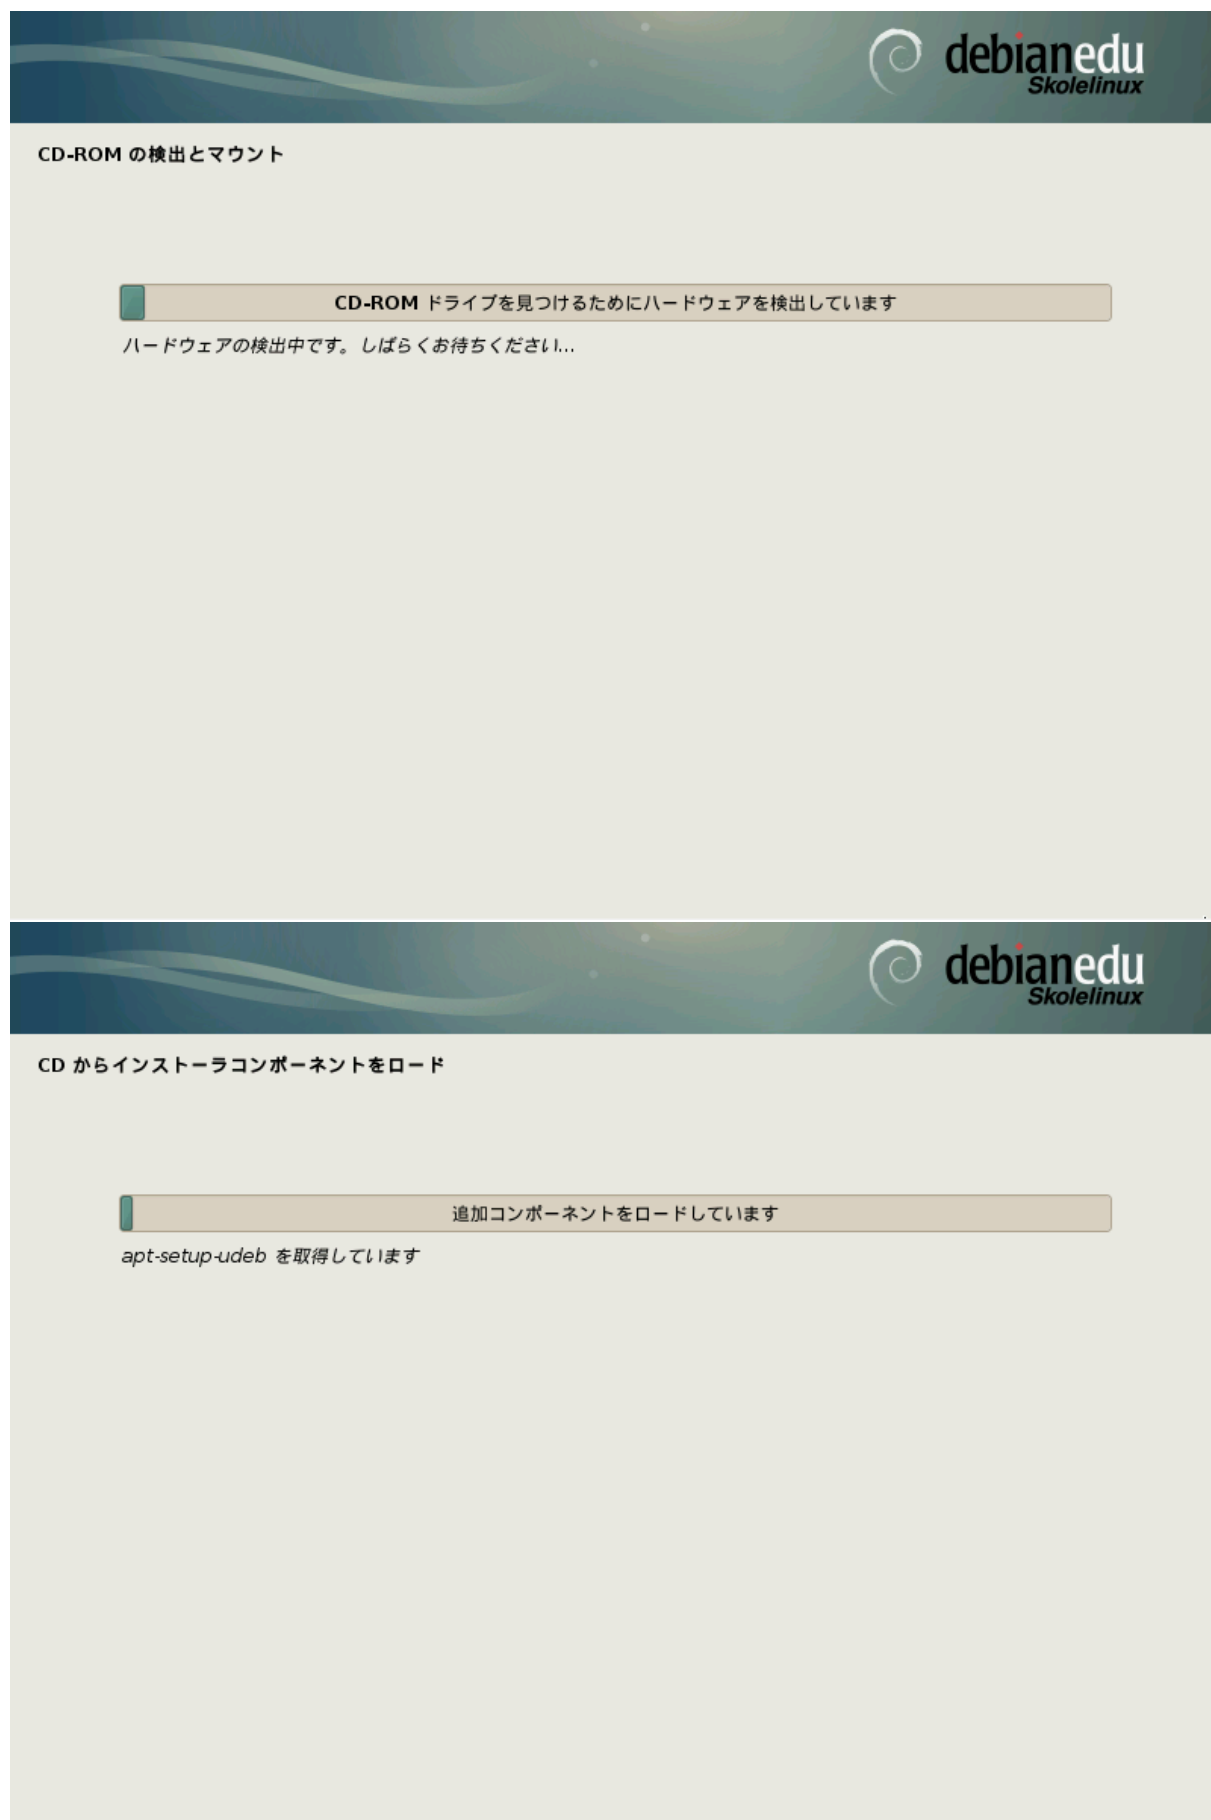 debianedu
Skolelinux
CD-ROM の検出とマウント
CD-ROM ドライブを見つけるためにハードウェアを検出しています
ハードウェアの検出中です。しばらくお待ちください...
debianedu
Skolelinux
CD からインストーラコンポーネントをロード
追加コンポーネントをロードしています
apt-setup-udeb を取得しています